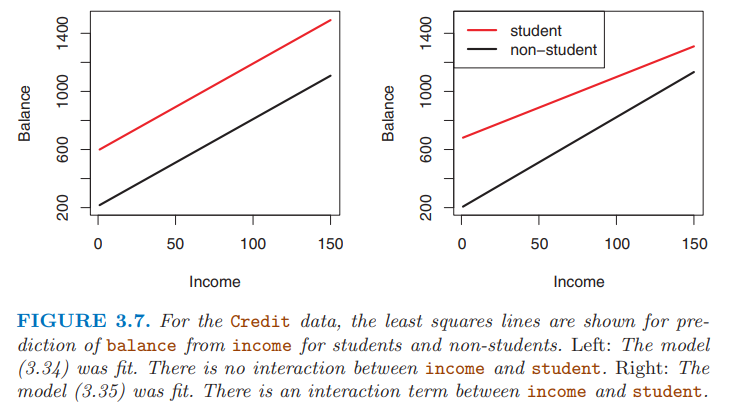 student
non−student
Balance
200
600
1000
1400
0
50
100
150
Income
Balance
200
600
1000
1400
0
50
100
150
Income
FIGURE 3.7. For the Credit data, the least squares lines are shown for pre-
diction of balance from income for students and non-students. Left: The model
(3.34) was fit. There is no interaction between income and student. Right: The
model (3.35) was fit. There is an interaction term between income and student.